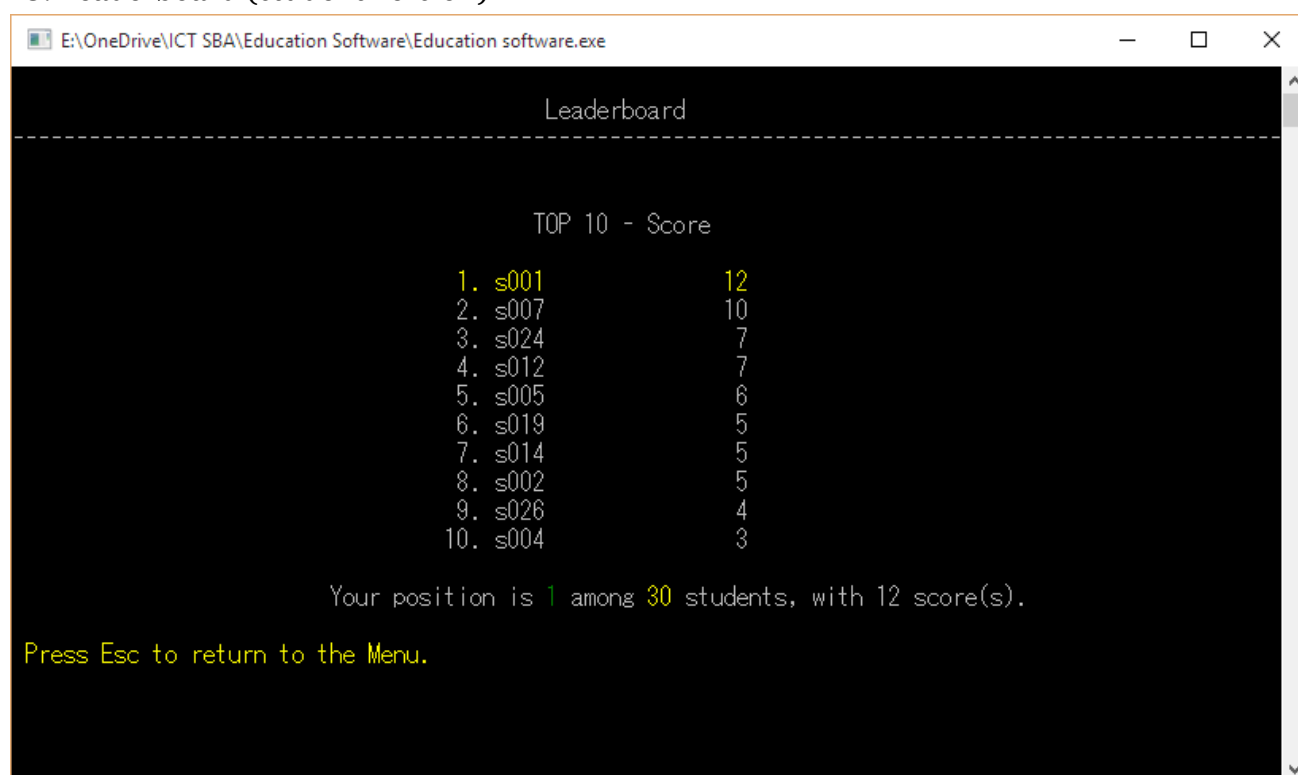 E:\OneDrive\ICT SBA\Education Software\Education software.exe
Leaderboard
--------------------------------------------------------------------------------
TOP 10 - Score
1. s001 12
2. s007 10
3. s024 7
4. s012 7
5. s005 6
6. s019 5
7. s014 5
8. s002 5
9. s026 4
10. s004 3
Your position is 1 among 30 students, with 12 score(s).
Press Esc to return to the Menu.